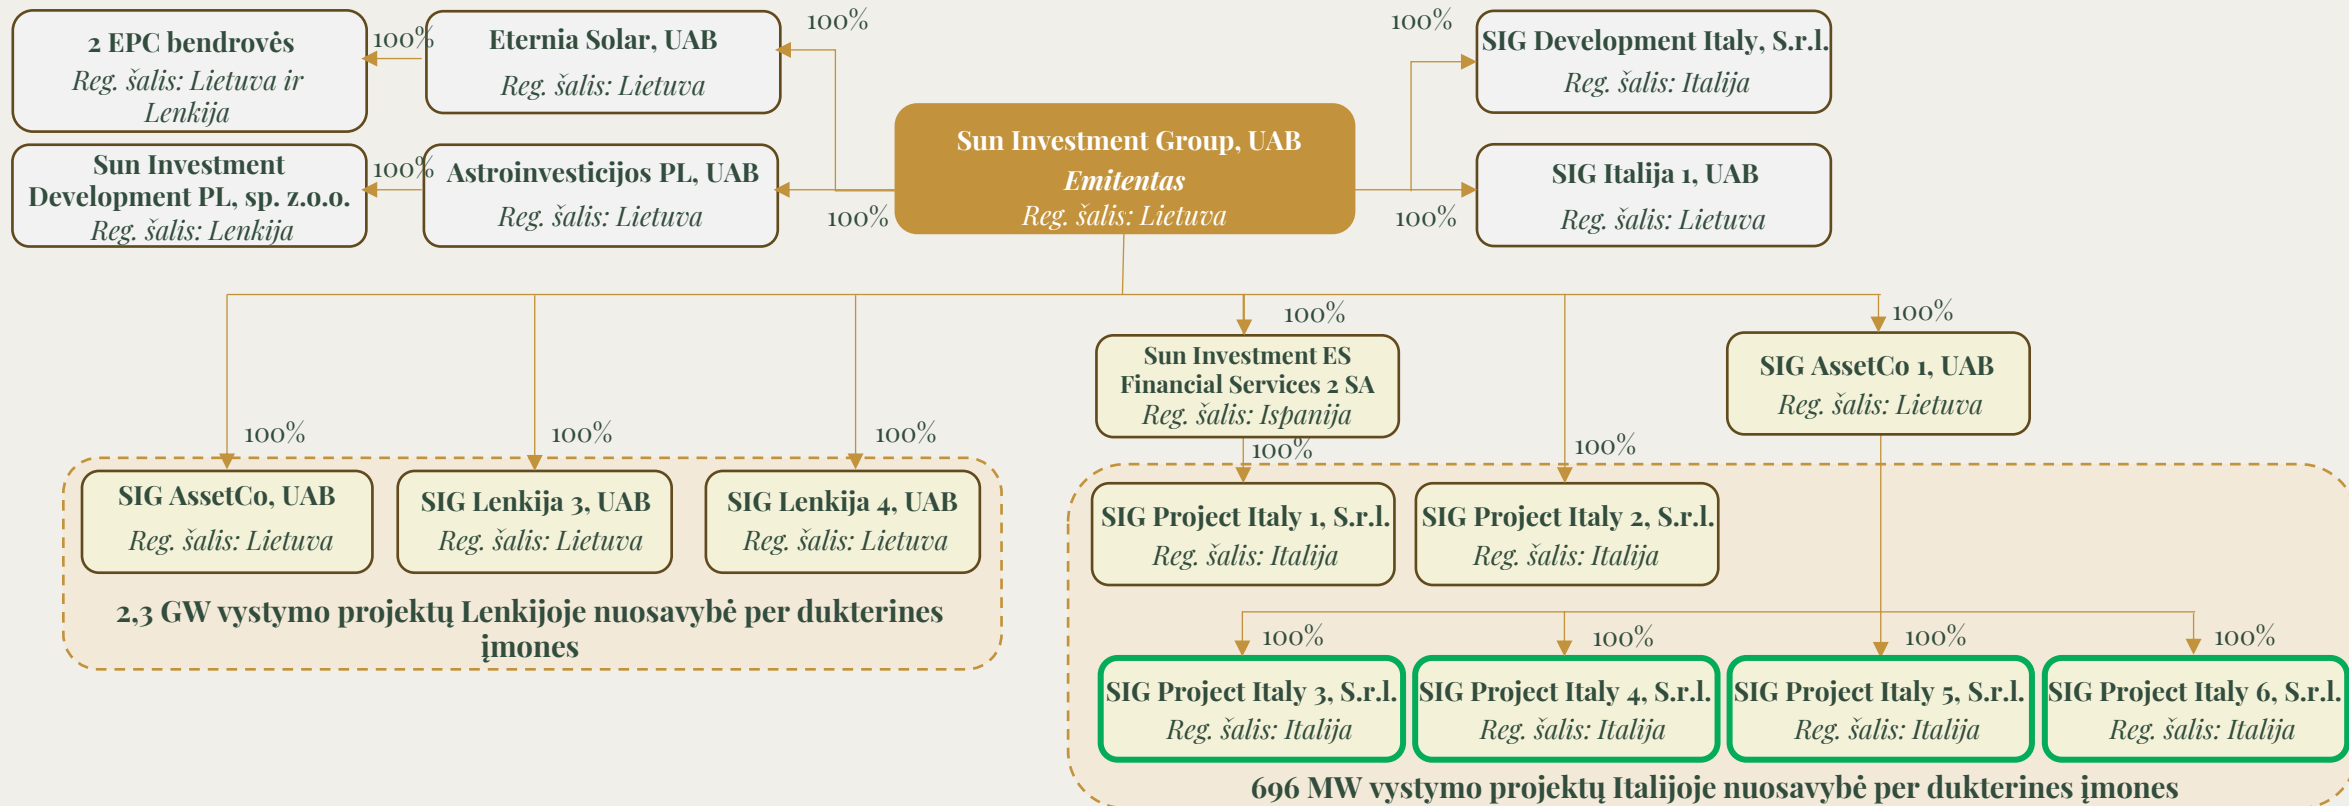 2 EPC bendrovės
Reg. šalis: Lietuva ir
Lenkija
100%
Eternia Solar, UAB
Reg. šalis: Lietuva
100%
100%
SIG Development Italy, S.r.l.
Reg. šalis: Italija
Sun Investment Group, UAB
Emitentas
Reg. šalis: Lietuva
Sun Investment
Development PL, sp. z.o.o.
Reg. šalis: Lenkija
100%
Astroinvesticijos PL, UAB
Reg. šalis: Lietuva
100%
100%
SIG Italija 1, UAB
Reg. šalis: Lietuva
100%
100%
Sun Investment ES
Financial Services 2 SA
Reg. šalis: Ispanija
SIG AssetCo 1, UAB
Reg. šalis: Lietuva
100%
100%
100%
100%
100%
SIG AssetCo, UAB
Reg. šalis: Lietuva
SIG Lenkija 3, UAB
Reg. šalis: Lietuva
SIG Lenkija 4, UAB
Reg. šalis: Lietuva
SIG Project Italy 1, S.r.l.
Reg. šalis: Italija
SIG Project Italy 2, S.r.l.
Reg. šalis: Italija
2,3 GW vystymo projektų Lenkijoje nuosavybė per dukterines
įmones
100%
100%
100%
100%
SIG Project Italy 3, S.r.l.
Reg. šalis: Italija
SIG Project Italy 4, S.r.l.
Reg. šalis: Italija
SIG Project Italy 5, S.r.l.
Reg. šalis: Italija
SIG Project Italy 6, S.r.l.
Reg. šalis: Italija
696 MW vystymo projektų Italijoje nuosavybė per dukterines įmones